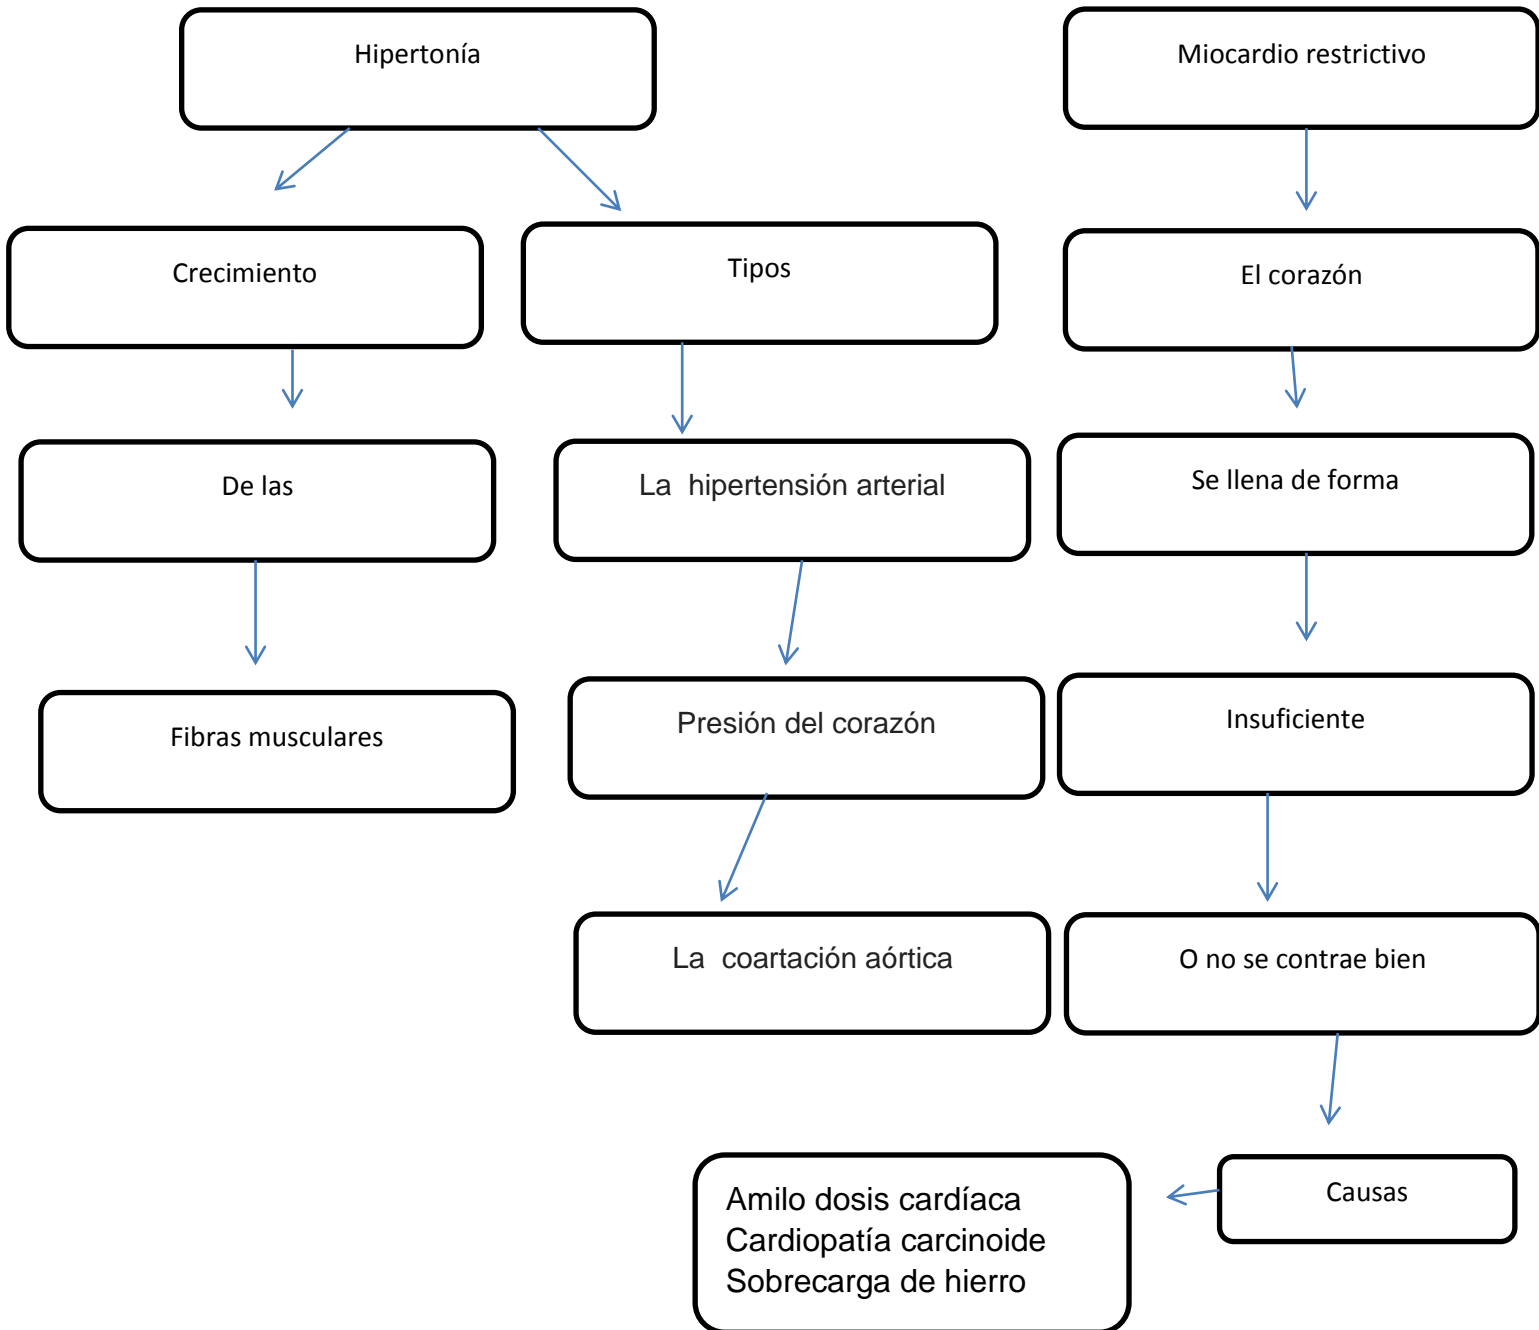 Hipertonía
Miocardio restrictivo
Crecimiento
Tipos
El corazón
De las
La hipertensión arterial
Se llena de forma
Fibras musculares
Presión del corazón
Insuficiente
La coartación aórtica
O no se contrae bien
Amilo dosis cardíaca
Cardiopatía carcinoide
Sobrecarga de hierro
Causas